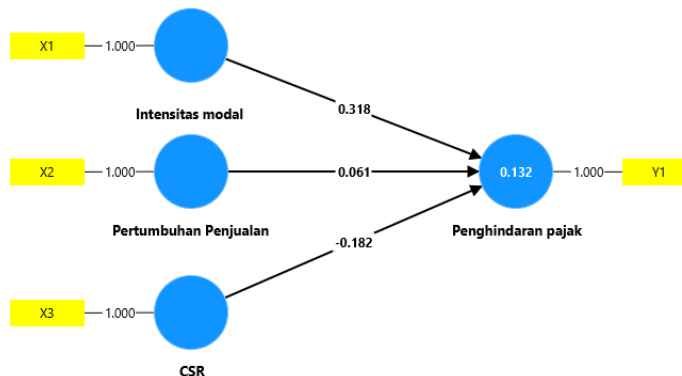 X1
1.000
Intensitas modal
0.318
X2
1.000
0.061
0.132
1.000
Y1
Pertumbuhan Penjualan
Penghindaran pajak
-0.182
X3
1.000
CSR